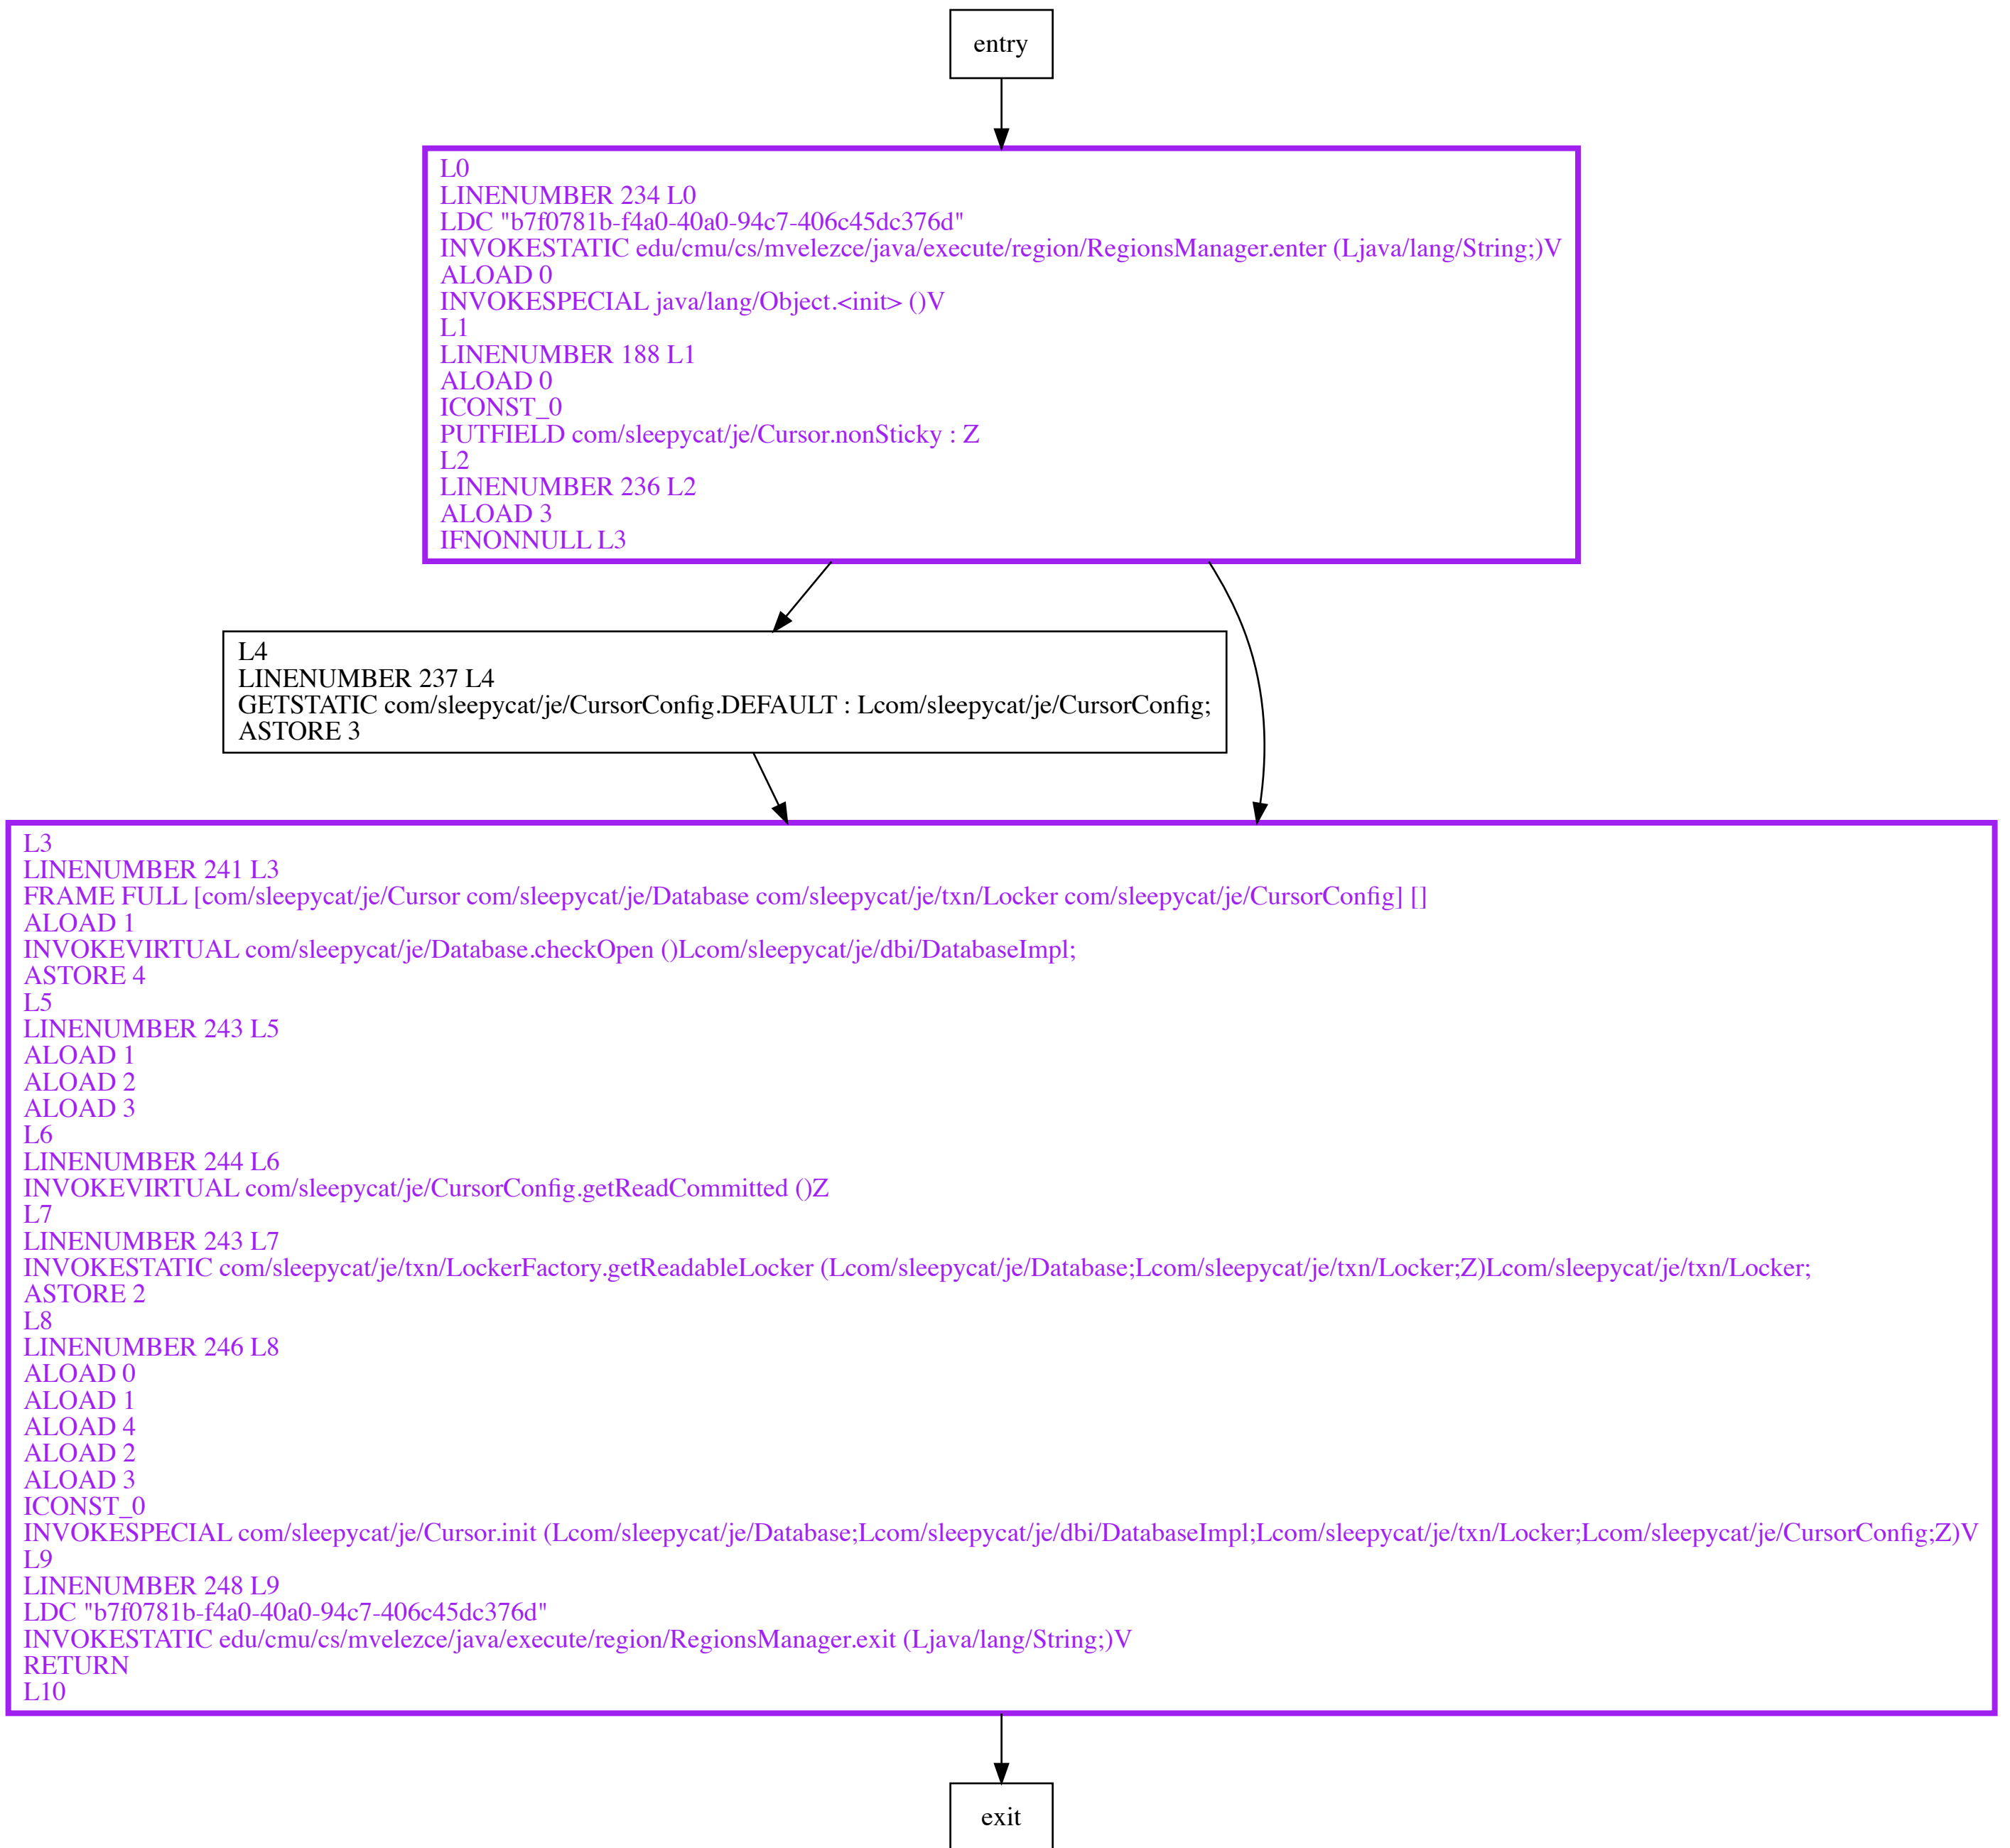 entry
L0
LINENUMBER 234 L0
LDC "b7f0781b-f4a0-40a0-94c7-406c45dc376d"
INVOKESTATIC edu/cmu/cs/mvelezce/java/execute/region/RegionsManager.enter (Ljava/lang/String;)V
ALOAD 0
INVOKESPECIAL java/lang/Object.<init> ()V
L1
LINENUMBER 188 L1
ALOAD 0
ICONST_0
PUTFIELD com/sleepycat/je/Cursor.nonSticky : Z
L2
LINENUMBER 236 L2
ALOAD 3
IFNONNULL L3
L4
LINENUMBER 237 L4
GETSTATIC com/sleepycat/je/CursorConfig.DEFAULT : Lcom/sleepycat/je/CursorConfig;
ASTORE 3
L3
LINENUMBER 241 L3
FRAME FULL [com/sleepycat/je/Cursor com/sleepycat/je/Database com/sleepycat/je/txn/Locker com/sleepycat/je/CursorConfig] []
ALOAD 1
INVOKEVIRTUAL com/sleepycat/je/Database.checkOpen ()Lcom/sleepycat/je/dbi/DatabaseImpl;
ASTORE 4
L5
LINENUMBER 243 L5
ALOAD 1
ALOAD 2
ALOAD 3
L6
LINENUMBER 244 L6
INVOKEVIRTUAL com/sleepycat/je/CursorConfig.getReadCommitted ()Z
L7
LINENUMBER 243 L7
INVOKESTATIC com/sleepycat/je/txn/LockerFactory.getReadableLocker (Lcom/sleepycat/je/Database;Lcom/sleepycat/je/txn/Locker;Z)Lcom/sleepycat/je/txn/Locker;
ASTORE 2
L8
LINENUMBER 246 L8
ALOAD 0
ALOAD 1
ALOAD 4
ALOAD 2
ALOAD 3
ICONST_0
INVOKESPECIAL com/sleepycat/je/Cursor.init (Lcom/sleepycat/je/Database;Lcom/sleepycat/je/dbi/DatabaseImpl;Lcom/sleepycat/je/txn/Locker;Lcom/sleepycat/je/CursorConfig;Z)V
L9
LINENUMBER 248 L9
LDC "b7f0781b-f4a0-40a0-94c7-406c45dc376d"
INVOKESTATIC edu/cmu/cs/mvelezce/java/execute/region/RegionsManager.exit (Ljava/lang/String;)V
RETURN
L10
exit